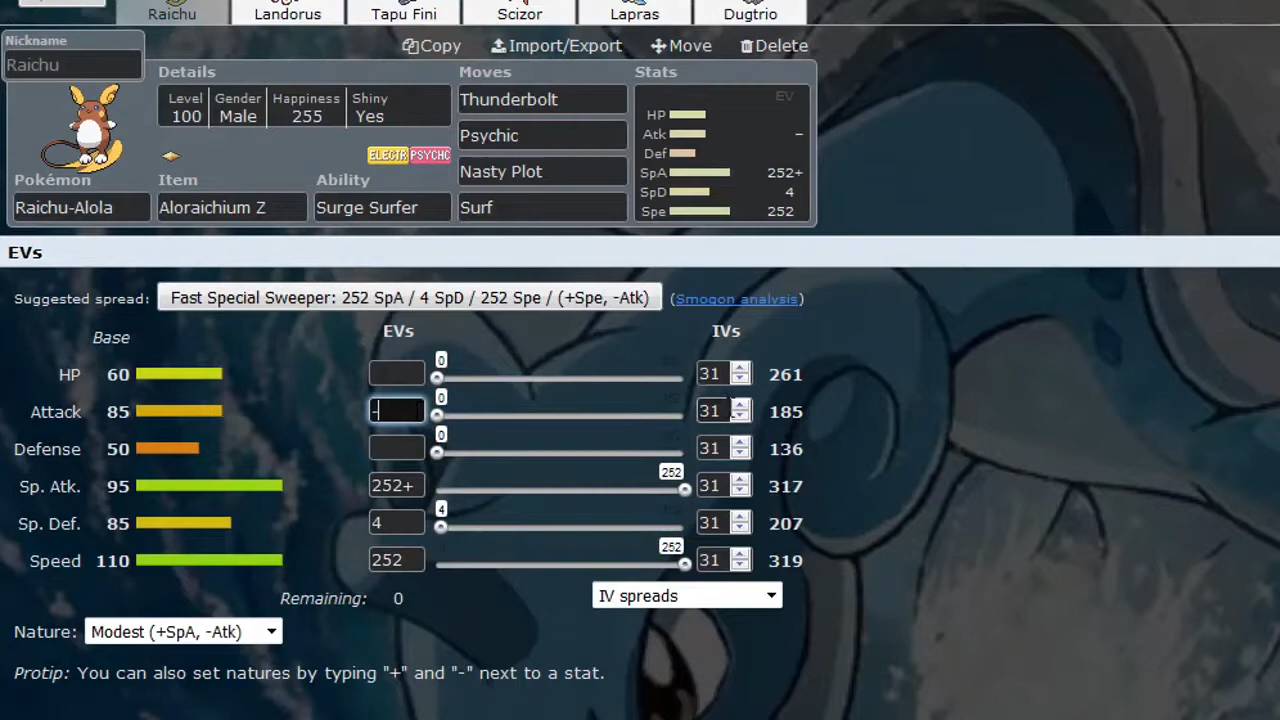 Raichu Landorus Tapu Fini Scizor Lapras Dugtrio
Nickname
Raichu
Copy Import/Export Move Delete
Details
Level Gender Happiness Shiny
100 Male 255 Yes
ELECTR PSYCHC
Pokémon Item Ability
Raichu-Alola Aloraichium Z Surge Surfer
Moves
Thunderbolt
Psychic
Nasty Plot
Surf
Stats
EV
HP
Atk –
Def
SpA 252+
SpD 4
Spe 252
EVs
Suggested spread: Fast Special Sweeper: 252 SpA / 4 SpD / 252 Spe / (+Spe, -Atk) (Smogon analysis)
Base EVs IVs
HP 60 0 31 261
Attack 85 - 0 31 185
Defense 50 0 31 136
Sp. Atk. 95 252+ 252 31 317
Sp. Def. 85 4 4 31 207
Speed 110 252 252 31 319
Remaining: 0 IV spreads
Nature: Modest (+SpA, -Atk)
Protip: You can also set natures by typing "+" and "-" next to a stat.